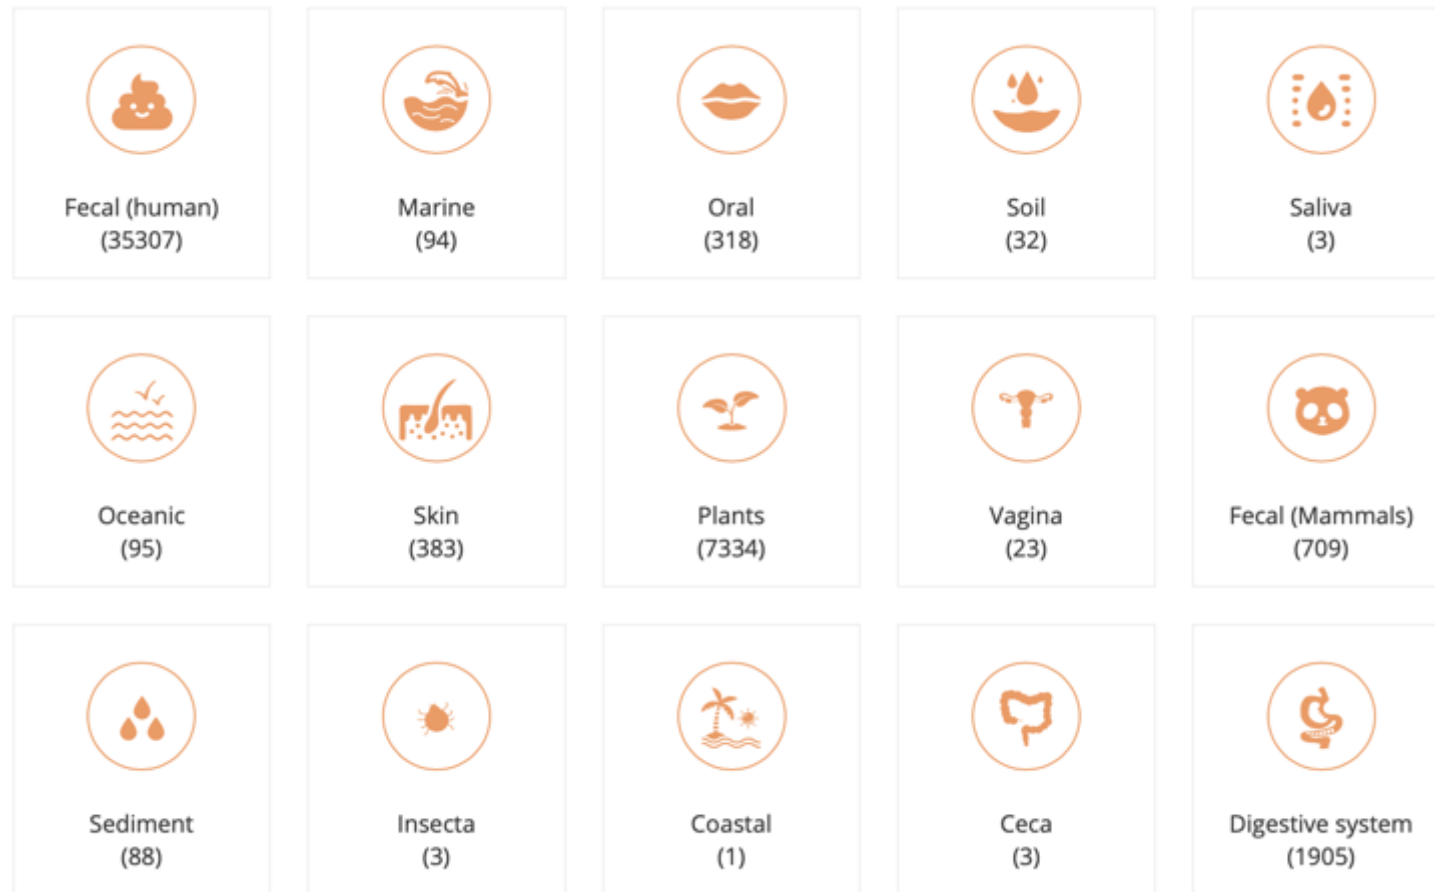 Fecal (human)
(35307)
Marine
(94)
Oral
(318)
Soil
(32)
Saliva
(3)
Oceanic
(95)
Skin
(383)
Plants
(7334)
Vagina
(23)
Fecal (Mammals)
(709)
Sediment
(88)
Insecta
(3)
Coastal
(1)
Ceca
(3)
Digestive system
(1905)